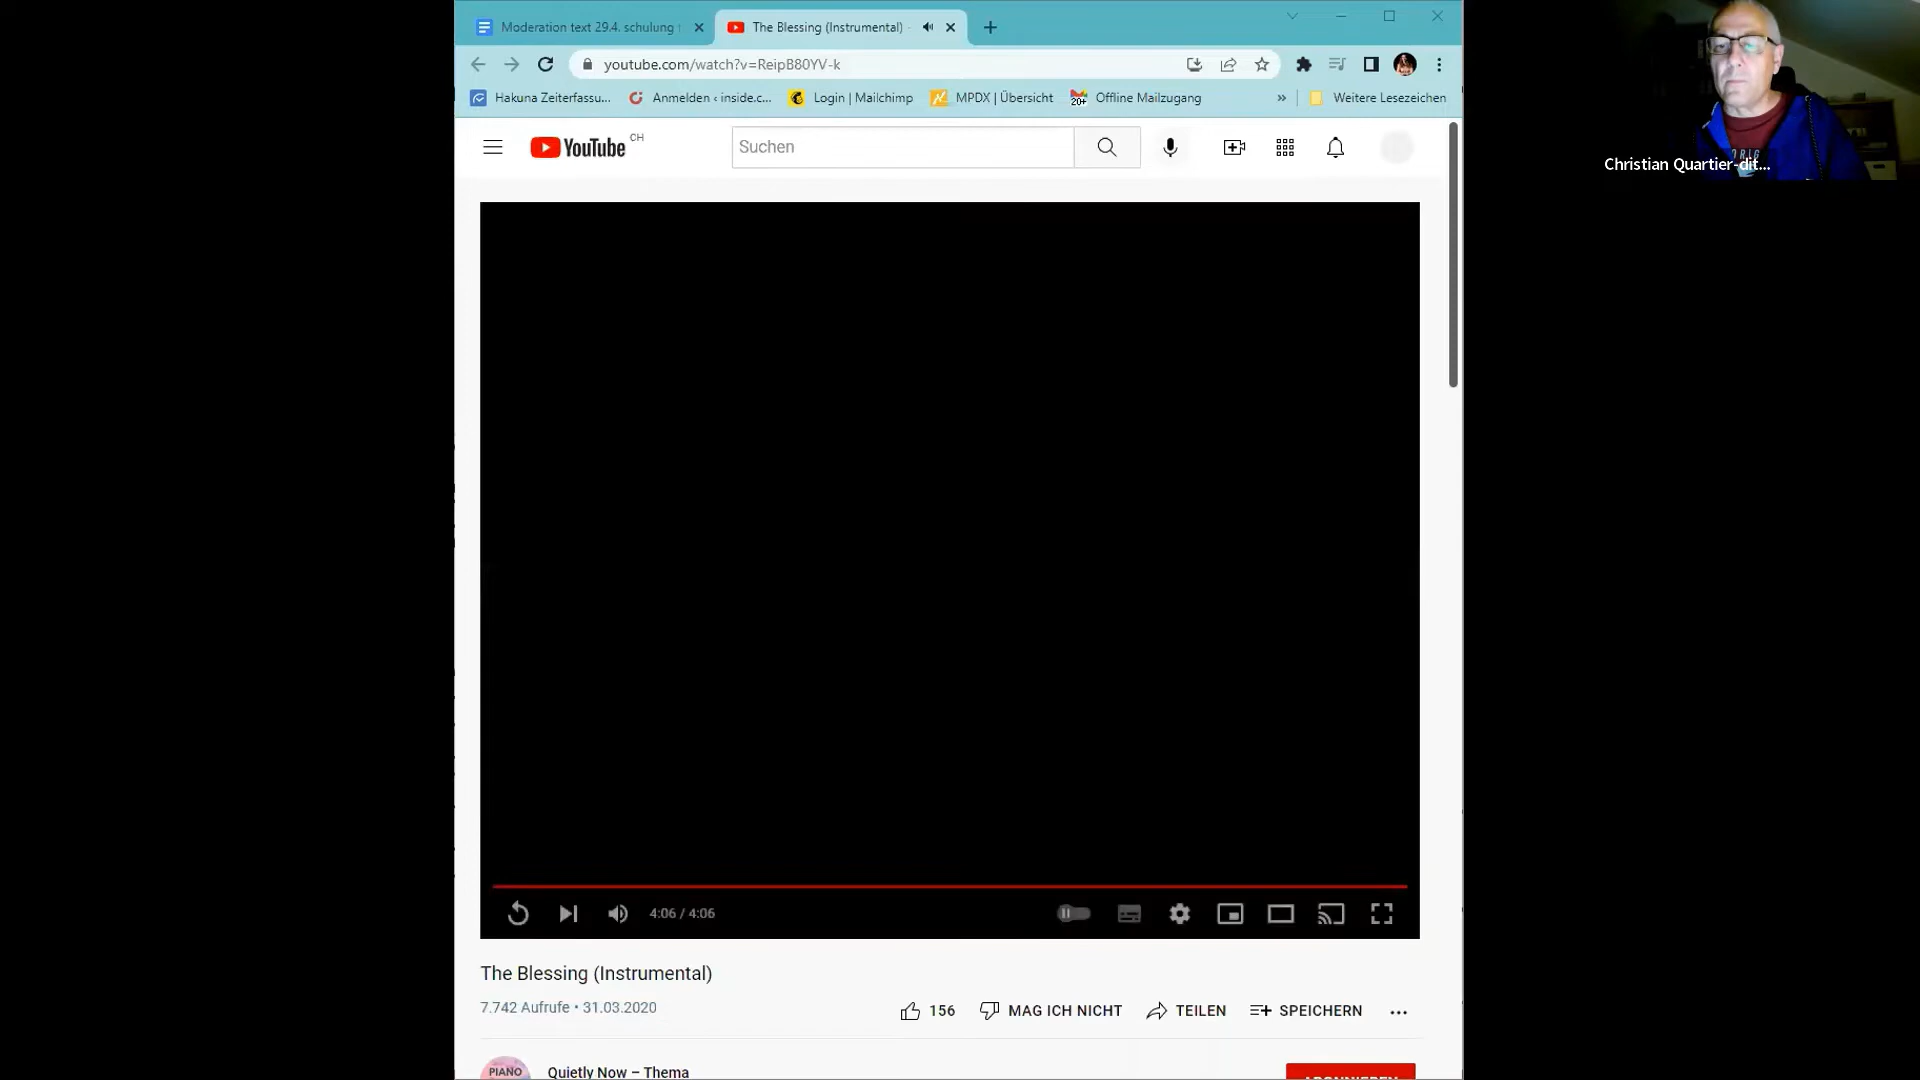 Moderation text 29.4. schulung
The Blessing (Instrumental) -
youtube.com/watch?v=ReipB80YV-k
Hakuna Zeiterfassu...
Anmelden ‹ inside.c...
Login | Mailchimp
MPDX | Übersicht
20+
Offline Mailzugang
»
Weitere Lesezeichen
YouTube CH
Suchen
Christian Quartier-dit...
4:06 / 4:06
The Blessing (Instrumental)
7.742 Aufrufe • 31.03.2020
156
MAG ICH NICHT
TEILEN
SPEICHERN
PIANO
Quietly Now – Thema
ABONNIEREN